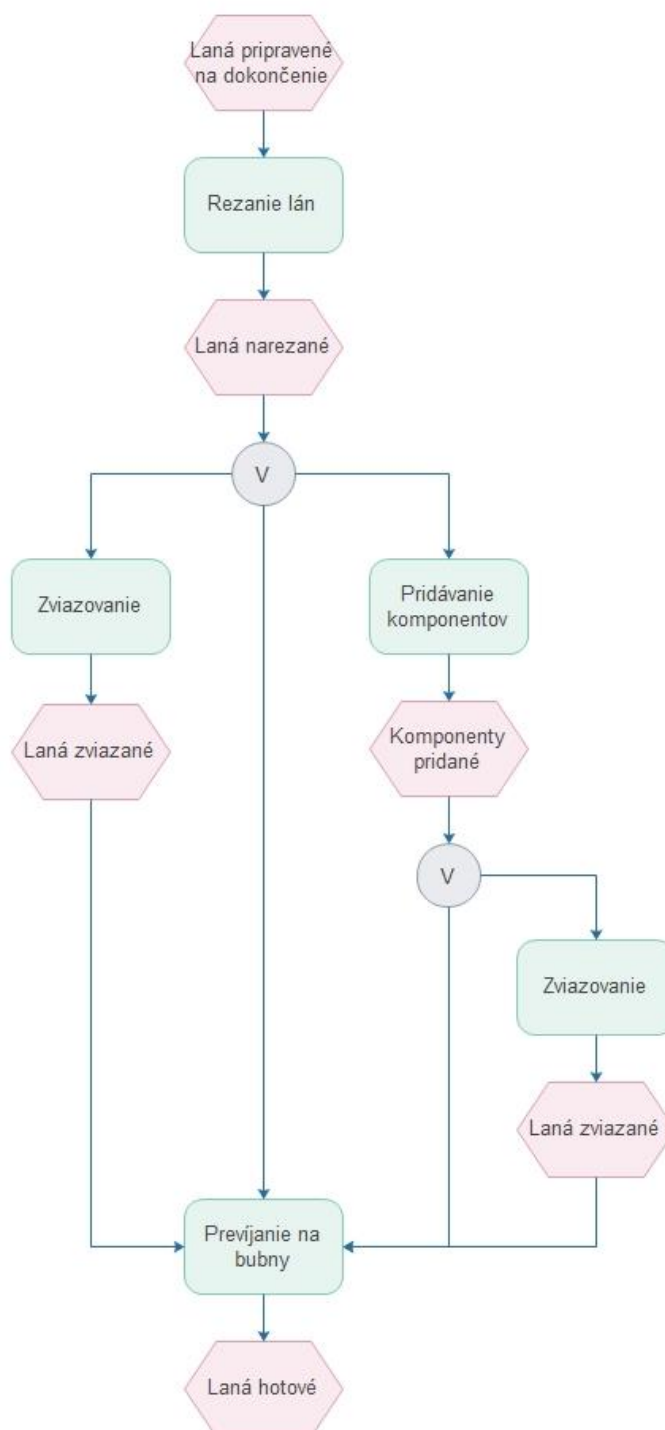 Laná pripravené
na dokončenie
Rezanie lán
Laná narezané
V
Zviazovanie
Pridávanie
komponentov
Laná zviazané
Komponenty
pridané
V
Zviazovanie
Laná zviazané
Prevíjanie na
bubny
Laná hotové